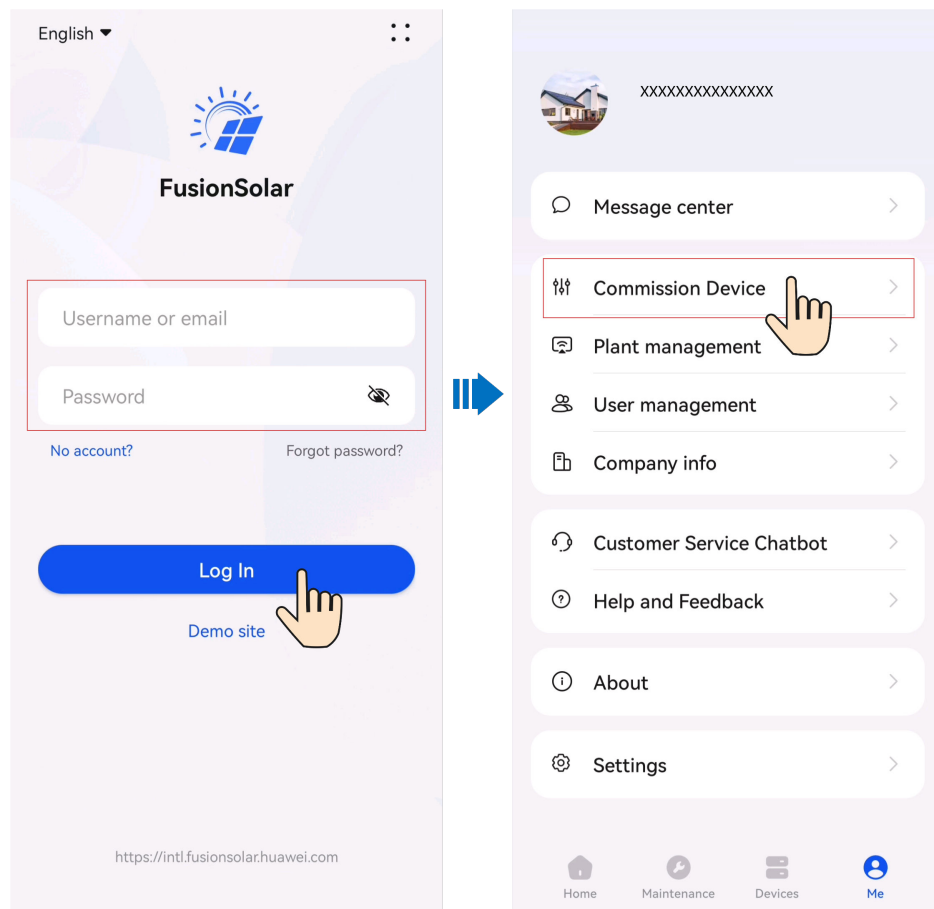 English
FusionSolar
Username or email
Password
No account?
Forgot password?
Log In
Demo site
https://intl.fusionsolar.huawei.com
xxxxxxxxxxxxxxx
Message center
Commission Device
Plant management
User management
Company info
Customer Service Chatbot
Help and Feedback
About
Settings
Home
Maintenance
Devices
Me